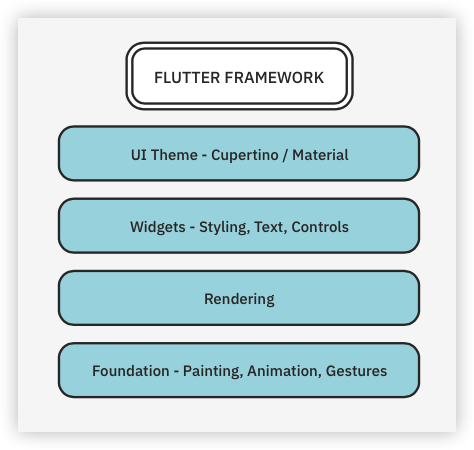 FLUTTER FRAMEWORK
UI Theme - Cupertino / Material
Widgets - Styling, Text, Controls
Rendering
Foundation - Painting, Animation, Gestures